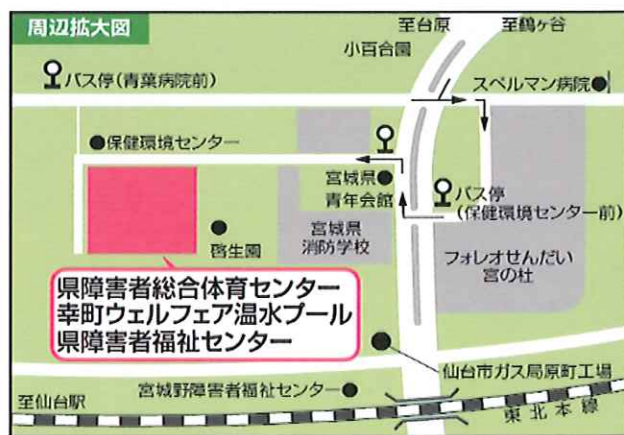 周辺拡大図
至台原
至鶴ヶ谷
小百合園
バス停(青葉病院前)
スペルマン病院
保健環境センター
宮城県
青年会館
バス停
(保健環境センター前)
啓生園
宮城県
消防学校
フォレオせんだい
宮の杜
県障害者総合体育センター
幸町ウェルフェア温水プール
県障害者福祉センター
仙台市ガス局原町工場
宮城野障害者福祉センター
至仙台駅
東北本線